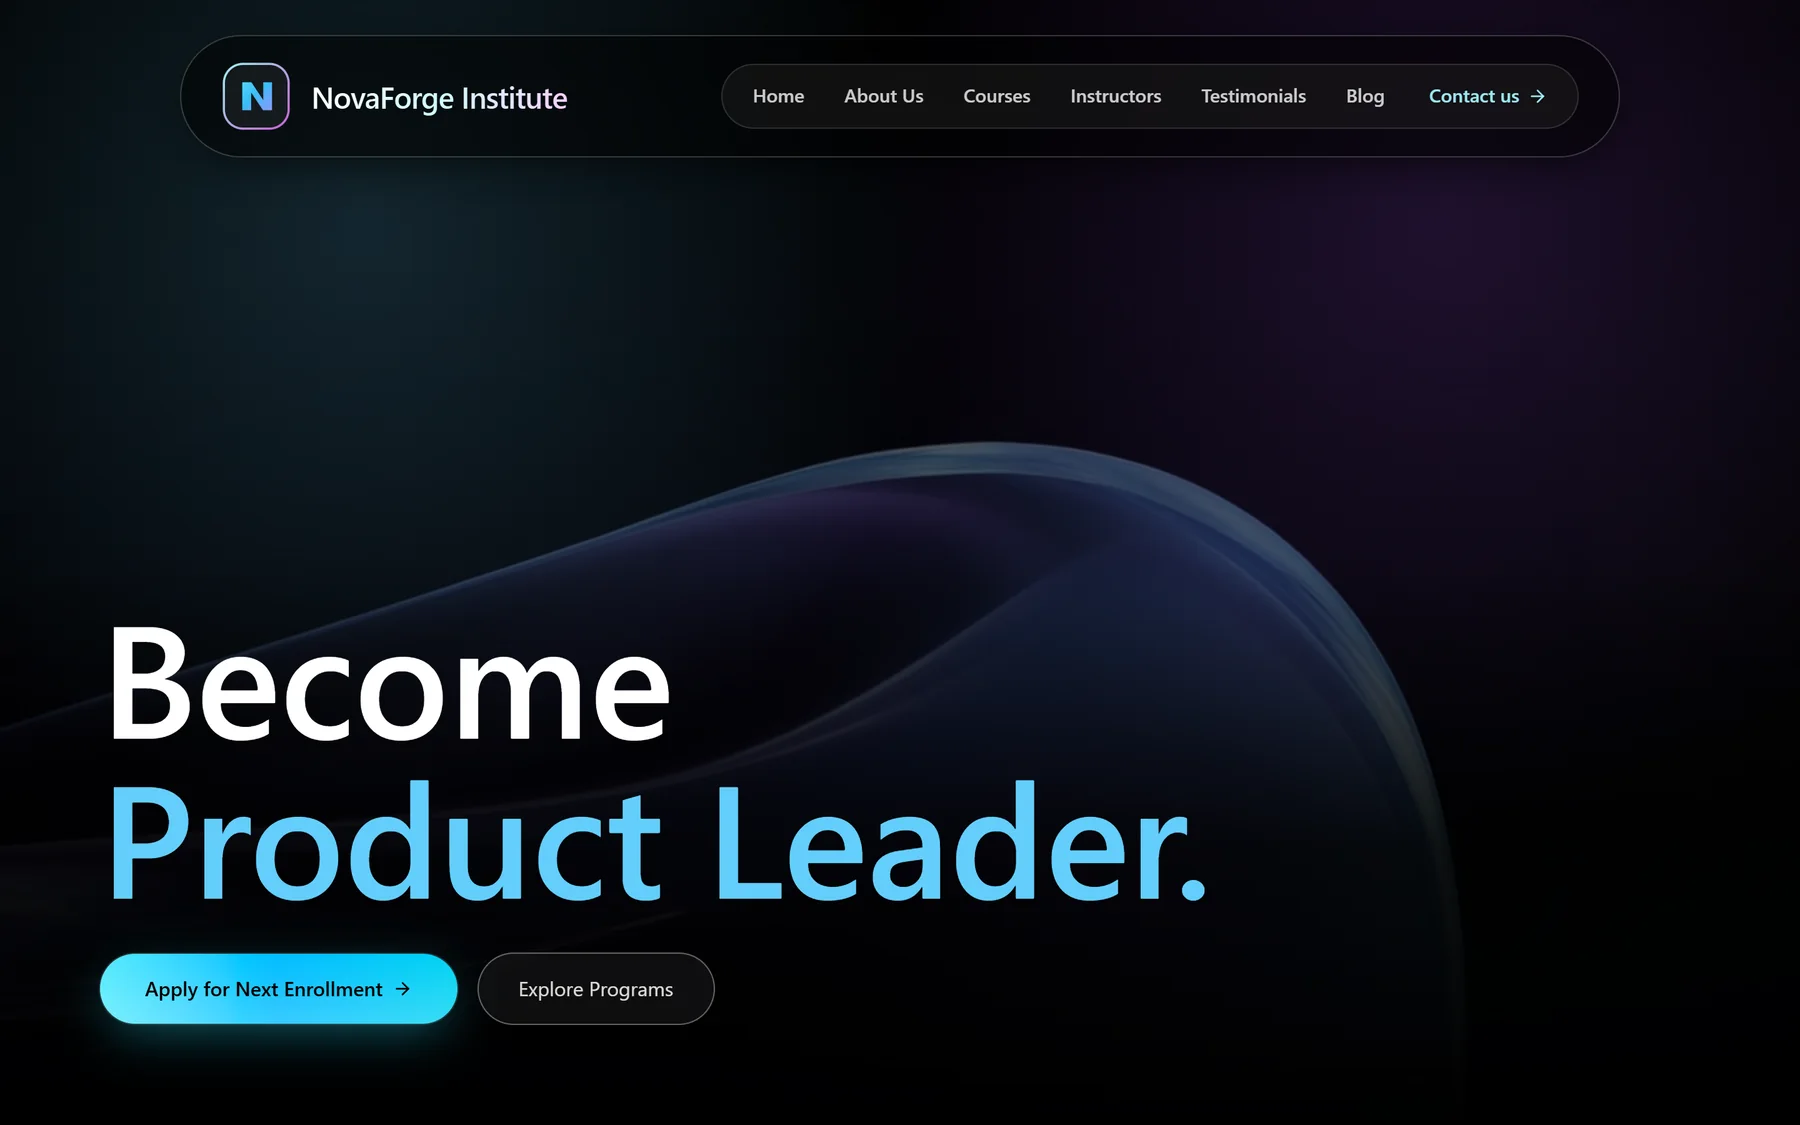 N
NovaForge Institute
Home
About Us
Courses
Instructors
Testimonials
Blog
Contact us →
Become
Product Leader.
Apply for Next Enrollment →
Explore Programs